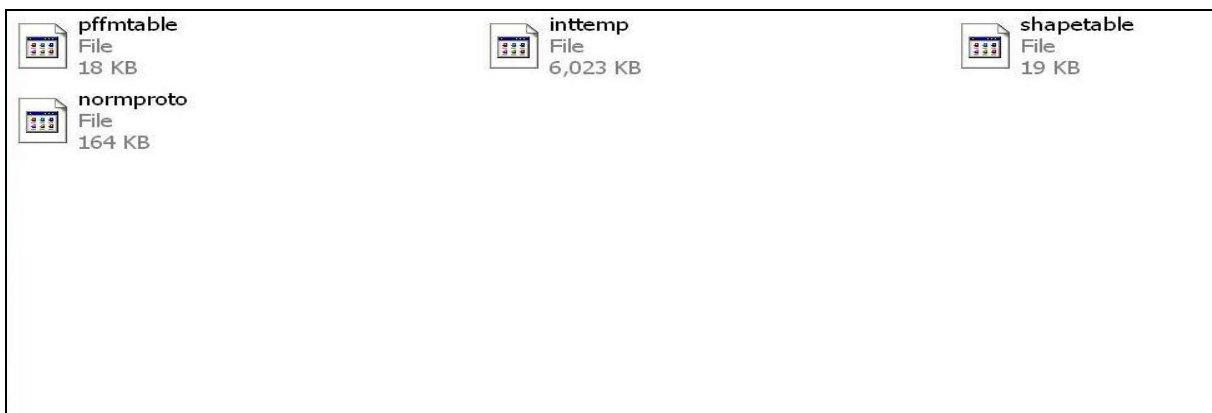 pffmtable
File
18 KB
inttemp
File
6,023 KB
shapetable
File
19 KB
normproto
File
164 KB